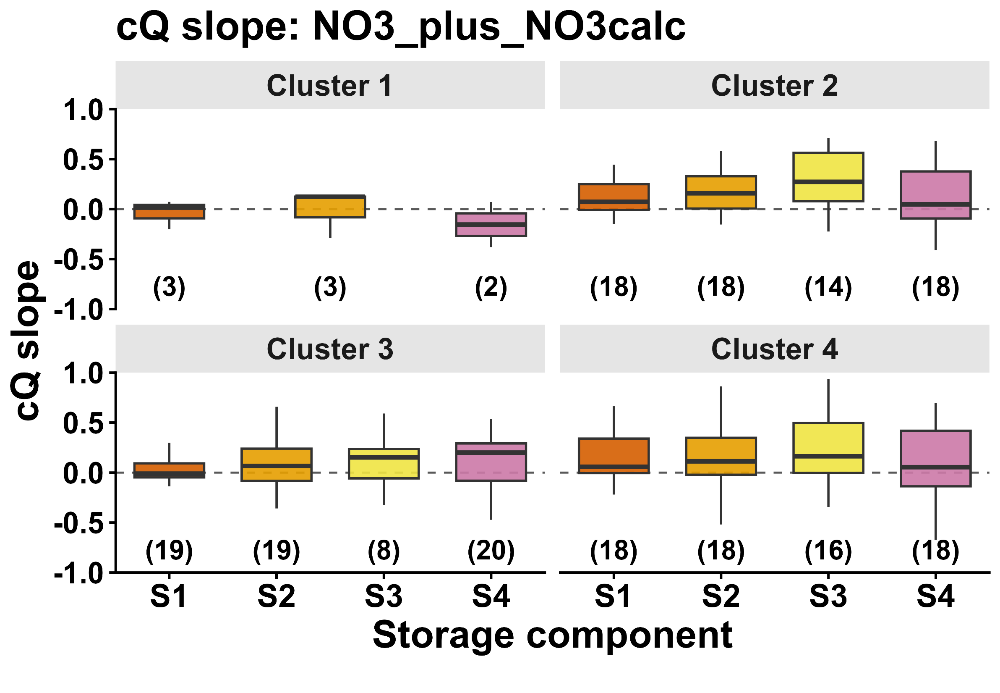 cQ slope: NO3_plus_NO3calc
Cluster 1 Cluster 2
1.0
0.5
0.0
-0.5
-1.0
(3) (3) (2) (18) (18) (14) (18)
cQ slope
Cluster 3 Cluster 4
1.0
0.5
0.0
-0.5
-1.0
(19) (19) (8) (20) (18) (18) (16) (18)
S1 S2 S3 S4 S1 S2 S3 S4
Storage component